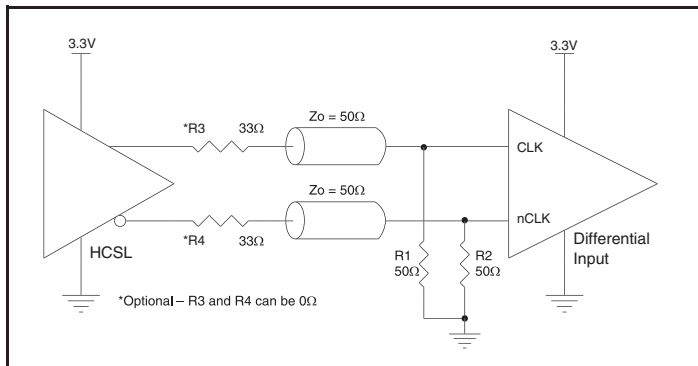 3.3V
3.3V
*R3 33Ω
Zo = 50Ω
CLK
Zo = 50Ω
nCLK
*R4 33Ω
HCSL
R1
50Ω
R2
50Ω
Differential
Input
*Optional – R3 and R4 can be 0Ω